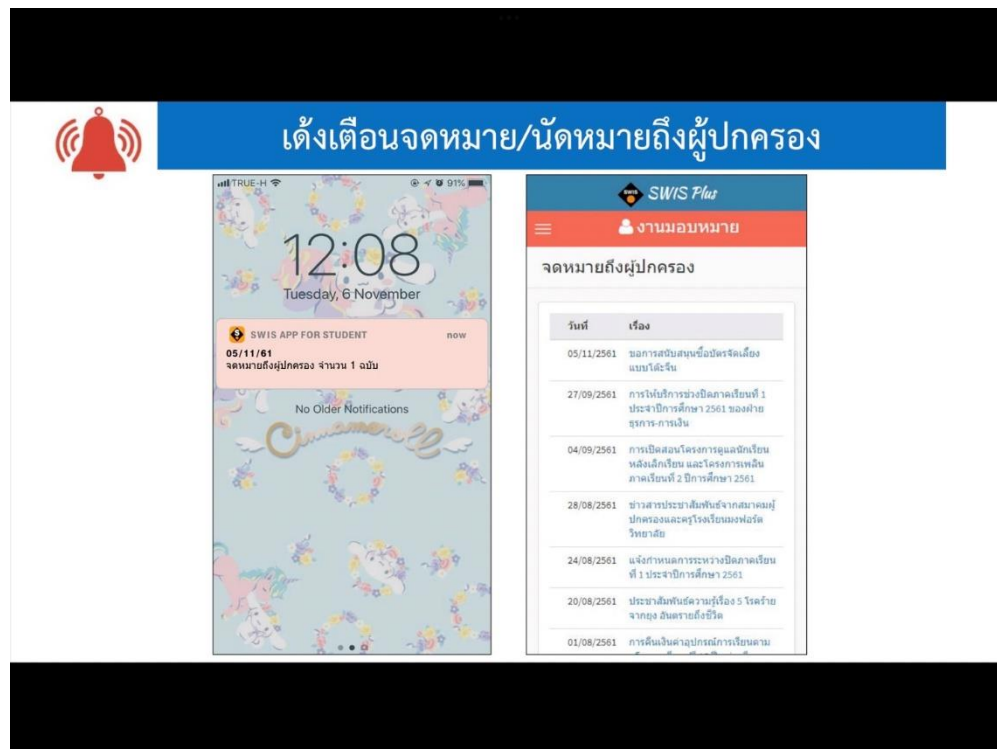 เด้งเตือนจดหมาย/นัดหมายถึงผู้ปกครอง
TRUE-H
91%
12:08
Tuesday, 6 November
SWIS APP FOR STUDENT
now
05/11/61
จดหมายถึงผู้ปกครอง จำนวน 1 ฉบับ
No Older Notifications
Cinnamoroll
SWIS
SWIS Plus
งานมอบหมาย
จดหมายถึงผู้ปกครอง
วันที่ เรื่อง
05/11/2561 ขอการสนับสนุนซื้อบัตรจัดเลี้ยง
แบบโต๊ะจีน
27/09/2561 การให้บริการช่วงปิดภาคเรียนที่ 1
ประจำปีการศึกษา 2561 ของฝ่าย
ธุรการ-การเงิน
04/09/2561 การเปิดสอนโครงการดูแลนักเรียน
หลังเลิกเรียน และโครงการเพลิน
ภาคเรียนที่ 2 ปีการศึกษา 2561
28/08/2561 ข่าวสารประชาสัมพันธ์จากสมาคมผู้
ปกครองและครูโรงเรียนมงฟอร์ต
วิทยาลัย
24/08/2561 แจ้งกำหนดการระหว่างปิดภาคเรียน
ที่ 1 ประจำปีการศึกษา 2561
20/08/2561 ประชาสัมพันธ์ความรู้เรื่อง 5 โรคร้าย
จากยุง อันตรายถึงชีวิต
01/08/2561 การคืนเงินค่าอุปกรณ์การเรียนตาม